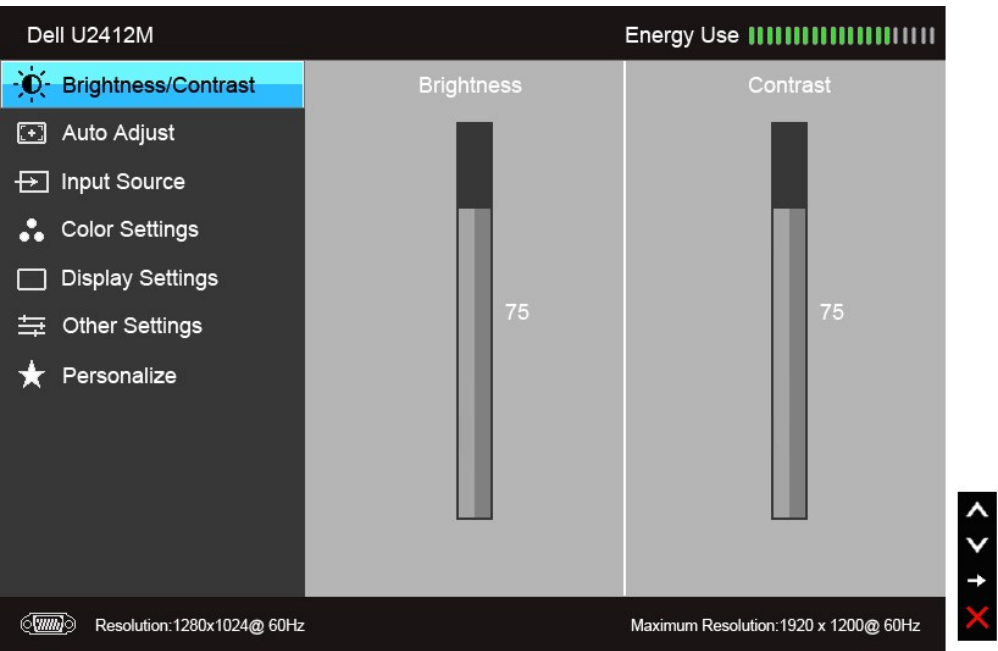 Dell U2412M
Energy Use
Brightness/Contrast
Auto Adjust
Input Source
Color Settings
Display Settings
Other Settings
Personalize
Brightness
75
Contrast
75
Resolution:1280x1024@ 60Hz
Maximum Resolution:1920 x 1200@ 60Hz